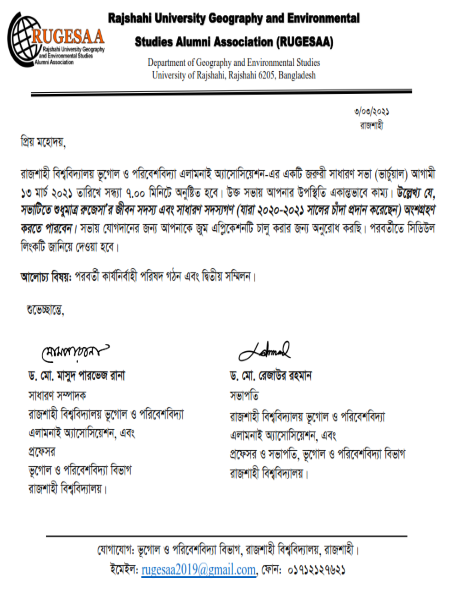 RUGESAA
Rajshahi University Geography
and Environmental Studies
Alumni Association
Rajshahi University Geography and Environmental
Studies Alumni Association (RUGESAA)
Department of Geography and Environmental Studies
University of Rajshahi, Rajshahi 6205, Bangladesh
৩/০৩/২০২১
রাজশাহী
প্রিয় মহোদয়,
রাজশাহী বিশ্ববিদ্যালয় ভূগোল ও পরিবেশবিদ্যা এলামনাই অ্যাসোসিয়েশন-এর একটি জরুরী সাধারণ সভা (ভার্চুয়াল) আগামী
১৩ মার্চ ২০২১ তারিখে সন্ধ্যা ৭.০০ মিনিটে অনুষ্ঠিত হবে। উক্ত সভায় আপনার উপস্থিতি একান্তভাবে কাম্য। উল্লেখ্য যে,
সভাটিতে শুধুমাত্র রুজেসা'র জীবন সদস্য এবং সাধারণ সদস্যগণ (যারা ২০২০-২০২১ সালের চাঁদা প্রদান করেছেন) অংশগ্রহণ
করতে পারবেন। সভায় যোগদানের জন্য আপনাকে জুম এপ্লিকেশনটি চালু করার জন্য অনুরোধ করছি। পরবর্তীতে সিডিউল
লিংকটি জানিয়ে দেওয়া হবে।
আলোচ্য বিষয়: পরবর্তী কার্যনির্বাহী পরিষদ গঠন এবং দ্বিতীয় সম্মিলন।
শুভেচ্ছান্তে,
ড. মো. মাসুদ পারভেজ রানা
সাধারণ সম্পাদক
রাজশাহী বিশ্ববিদ্যালয় ভূগোল ও পরিবেশবিদ্যা
এলামনাই অ্যাসোসিয়েশন, এবং
প্রফেসর
ভূগোল ও পরিবেশবিদ্যা বিভাগ
রাজশাহী বিশ্ববিদ্যালয়।
ড. মো. রেজাউর রহমান
সভাপতি
রাজশাহী বিশ্ববিদ্যালয় ভূগোল ও পরিবেশবিদ্যা
এলামনাই অ্যাসোসিয়েশন, এবং
প্রফেসর ও সভাপতি, ভূগোল ও পরিবেশবিদ্যা বিভাগ
রাজশাহী বিশ্ববিদ্যালয়।
যোগাযোগ: ভূগোল ও পরিবেশবিদ্যা বিভাগ, রাজশাহী বিশ্ববিদ্যালয়, রাজশাহী।
ইমেইল: rugesaa2019@gmail.com, ফোন: ০১৭১২১২৭৬২১